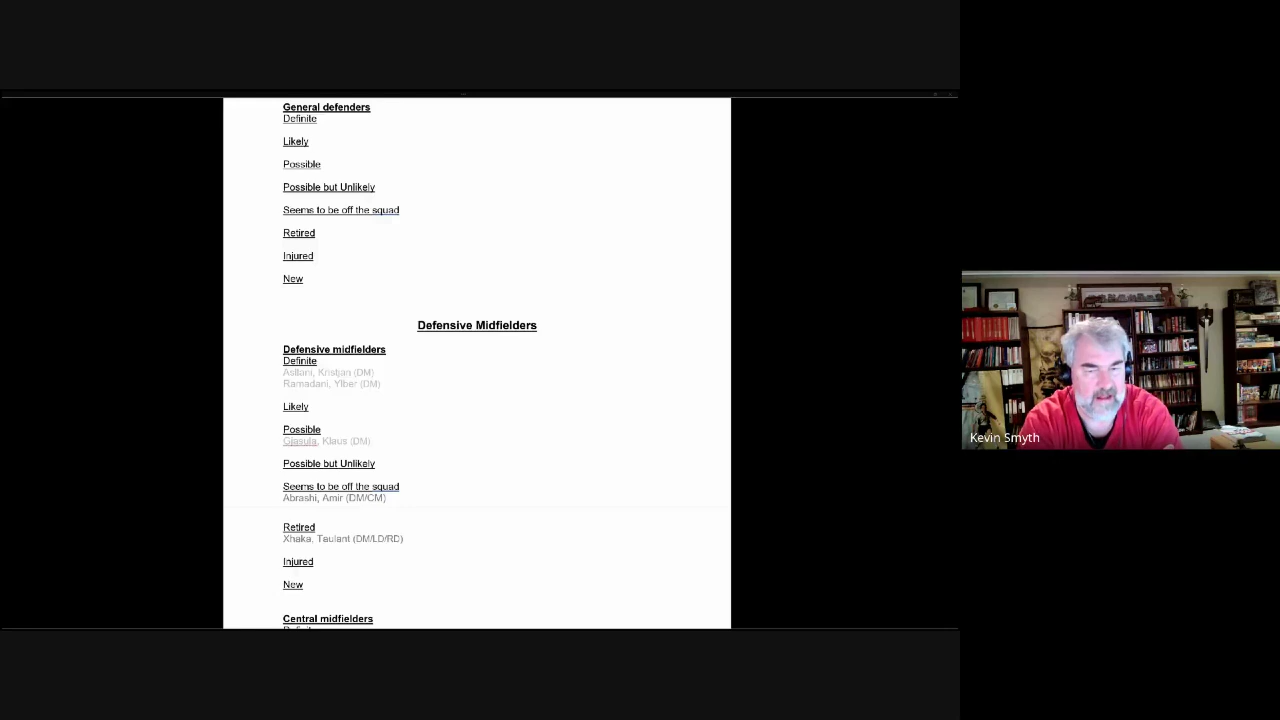 General defenders
Definite
Likely
Possible
Possible but Unlikely
Seems to be off the squad
Retired
Injured
New
Defensive Midfielders
Defensive midfielders
Definite
Asllani, Kristjan (DM)
Ramadani, Ylber (DM)
Likely
Possible
Gjasula, Klaus (DM)
Possible but Unlikely
Seems to be off the squad
Abrashi, Amir (DM/CM)
Retired
Xhaka, Taulant (DM/LD/RD)
Injured
New
Central midfielders
Kevin Smyth